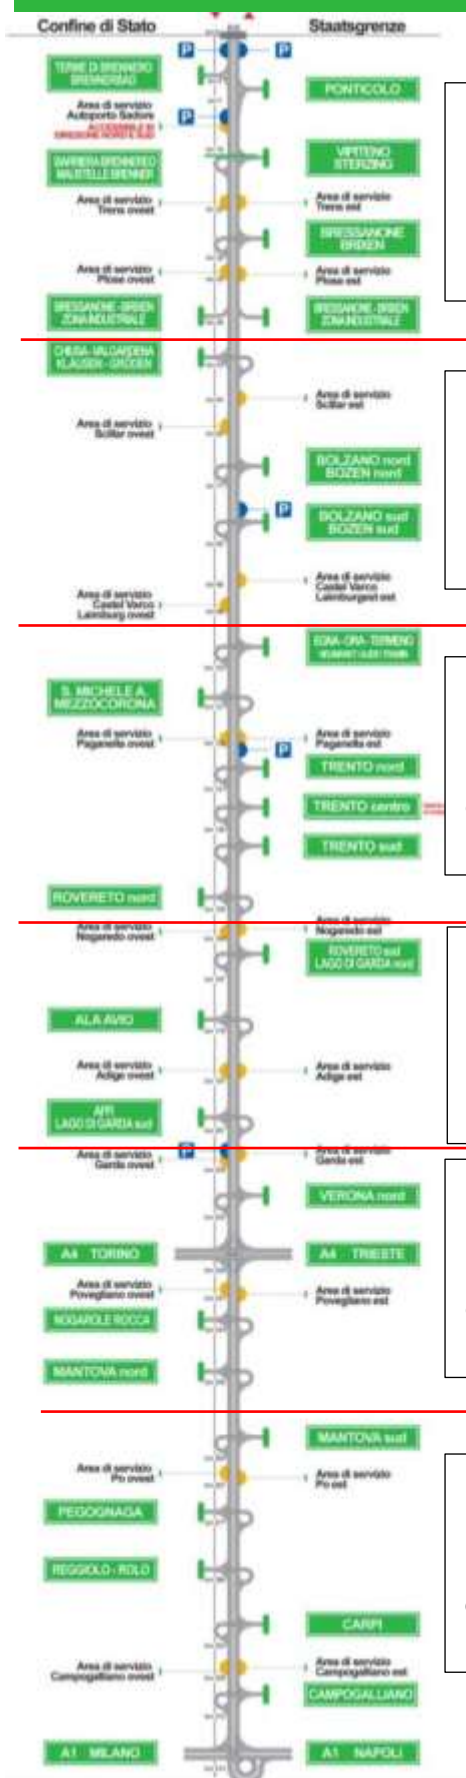 Confine di Stato
Staatsgrenze
P
P
TERME DI BRENNERO
BRENNERBAD
PONTICOLO
Area di servizio
Autoporto Sadobre
P
ACCESSIBILE IN
DIREZIONE NORD E SUD
BARRIERA BRENNERO
MAUTSTELLE BRENNER
VIPITENO
STERZING
Area di servizio
Trens ovest
Area di servizio
Trens est
BRESSANONE
BRIXEN
Area di servizio
Plose ovest
Area di servizio
Plose est
BRESSANONE - BRIXEN
ZONA INDUSTRIALE
BRESSANONE - BRIXEN
ZONA INDUSTRIALE
CHIUSA - VALGARDENA
KLAUSEN - GRÖDEN
Area di servizio
Sciliar est
Area di servizio
Sciliar ovest
BOLZANO nord
BOZEN nord
P
BOLZANO sud
BOZEN sud
Area di servizio
Castel Varco
Laimburg est
Area di servizio
Castel Varco
Laimburg ovest
EGNA - ORA - TERMENO
S. MICHELE A.
MEZZOCORONA
Area di servizio
Paganella ovest
Area di servizio
Paganella est
P
TRENTO nord
TRENTO centro
TRENTO sud
ROVERETO nord
Area di servizio
Nogaredo ovest
Area di servizio
Nogaredo est
ROVERETO sud
LAGO DI GARDA nord
ALA AVIO
Area di servizio
Adige ovest
Area di servizio
Adige est
AFFI
LAGO DI GARDA sud
P
Area di servizio
Garda ovest
Area di servizio
Garda est
VERONA nord
A4 TORINO
A4 TRIESTE
Area di servizio
Povegliano ovest
Area di servizio
Povegliano est
NOGAROLE ROCCA
MANTOVA nord
MANTOVA sud
Area di servizio
Po ovest
Area di servizio
Po est
PEGOGNAGA
REGGIOLO - ROLO
CARPI
Area di servizio
Campogalliano ovest
Area di servizio
Campogalliano est
CAMPOGALLIANO
A1 MILANO
A1 NAPOLI